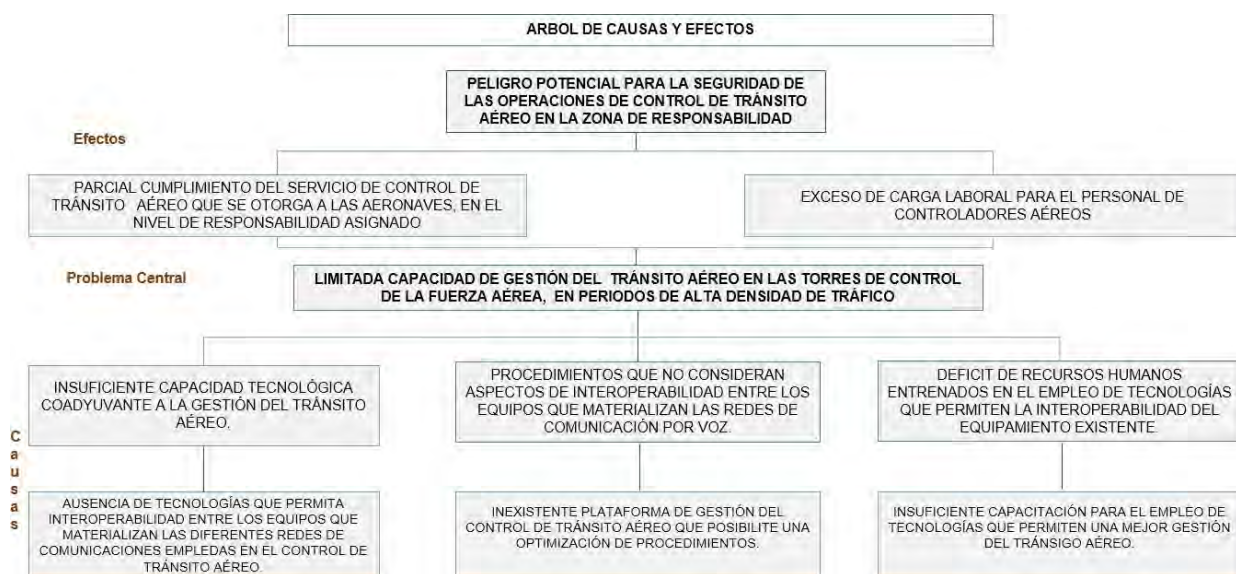 ARBOL DE CAUSAS Y EFECTOS
PELIGRO POTENCIAL PARA LA SEGURIDAD DE
LAS OPERACIONES DE CONTROL DE TRÁNSITO
AÉREO EN LA ZONA DE RESPONSABILIDAD
Efectos
PARCIAL CUMPLIMIENTO DEL SERVICIO DE CONTROL DE
TRÁNSITO AÉREO QUE SE OTORGA A LAS AERONAVES, EN EL
NIVEL DE RESPONSABILIDAD ASIGNADO
EXCESO DE CARGA LABORAL PARA EL PERSONAL DE
CONTROLADORES AÉREOS
Problema Central
LIMITADA CAPACIDAD DE GESTIÓN DEL TRÁNSITO AÉREO EN LAS TORRES DE CONTROL
DE LA FUERZA AÉREA, EN PERIODOS DE ALTA DENSIDAD DE TRÁFICO
Causas
INSUFICIENTE CAPACIDAD TECNOLÓGICA
COADYUVANTE A LA GESTIÓN DEL TRÁNSITO
AÉREO.
PROCEDIMIENTOS QUE NO CONSIDERAN
ASPECTOS DE INTEROPERABILIDAD ENTRE LOS
EQUIPOS QUE MATERIALIZAN LAS REDES DE
COMUNICACIÓN POR VOZ.
DEFICIT DE RECURSOS HUMANOS
ENTRENADOS EN EL EMPLEO DE TECNOLOGÍAS
QUE PERMITEN LA INTEROPERABILIDAD DEL
EQUIPAMIENTO EXISTENTE.
AUSENCIA DE TECNOLOGÍAS QUE PERMITA
INTEROPERABILIDAD ENTRE LOS EQUIPOS QUE
MATERIALIZAN LAS DIFERENTES REDES DE
COMUNICACIONES EMPLEDAS EN EL CONTROL DE
TRÁNSITO AÉREO.
INEXISTENTE PLATAFORMA DE GESTIÓN DEL
CONTROL DE TRÁNSITO AÉREO QUE POSIBILITE UNA
OPTIMIZACIÓN DE PROCEDIMIENTOS.
INSUFICIENTE CAPACITACIÓN PARA EL EMPLEO DE
TECNOLOGÍAS QUE PERMITEN UNA MEJOR GESTIÓN
DEL TRÁNSIGO AÉREO.